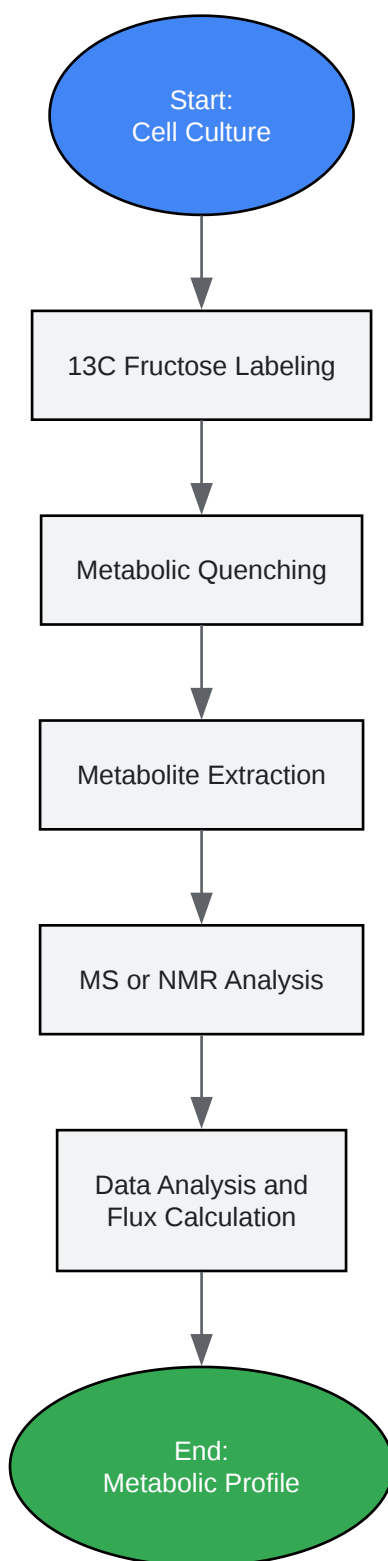 Start:
Cell Culture
13C Fructose Labeling
Metabolic Quenching
Metabolite Extraction
MS or NMR Analysis
Data Analysis and
Flux Calculation
End:
Metabolic Profile